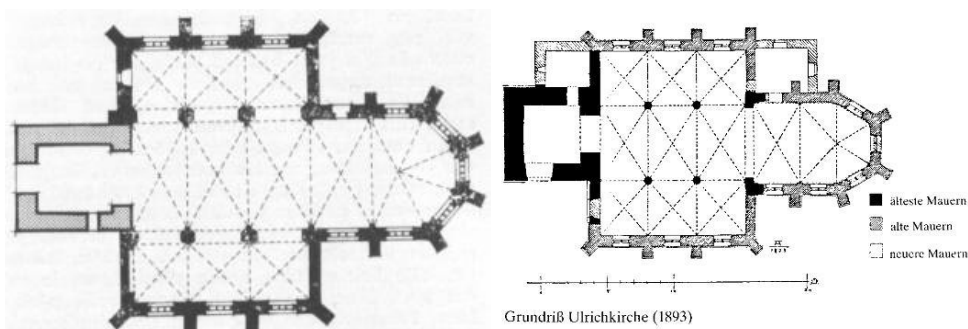 älteste Mauern
alte Mauern
neuere Mauern
Grundriß Ulrichkirche (1893)